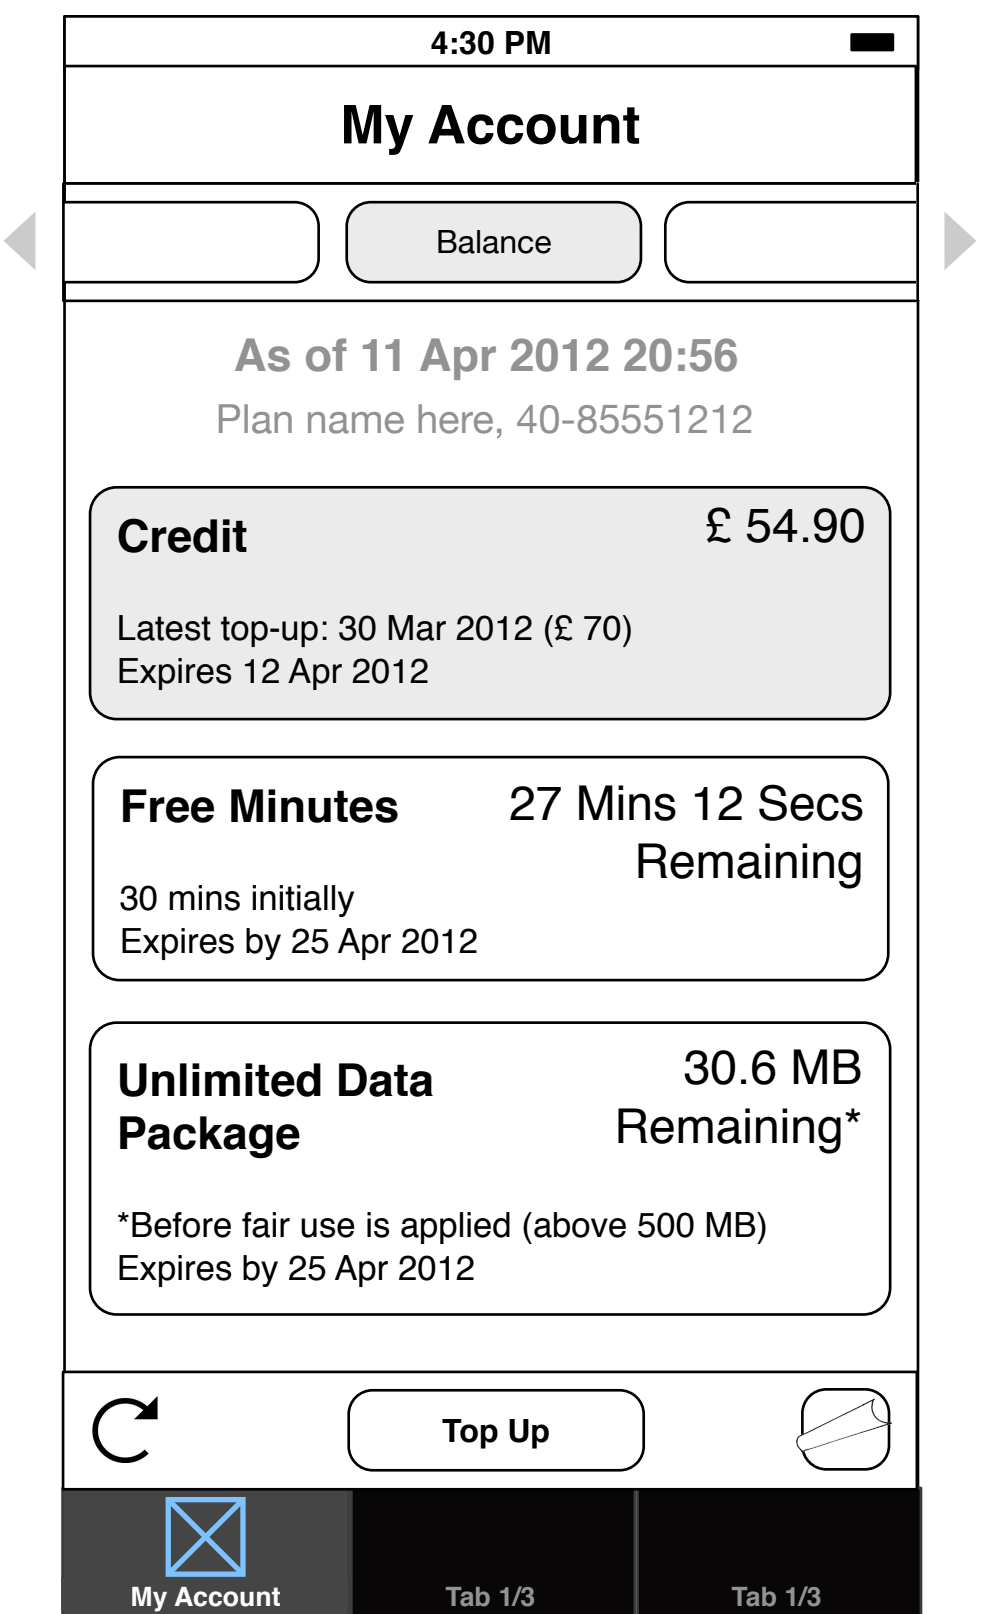 4:30 PM
My Account
Balance
As of 11 Apr 2012 20:56
Plan name here, 40-85551212
Credit
£ 54.90
Latest top-up: 30 Mar 2012 (£ 70)
Expires 12 Apr 2012
Free Minutes
27 Mins 12 Secs
Remaining
30 mins initially
Expires by 25 Apr 2012
Unlimited Data
Package
30.6 MB
Remaining*
*Before fair use is applied (above 500 MB)
Expires by 25 Apr 2012
Top Up
My Account
Tab 1/3
Tab 1/3